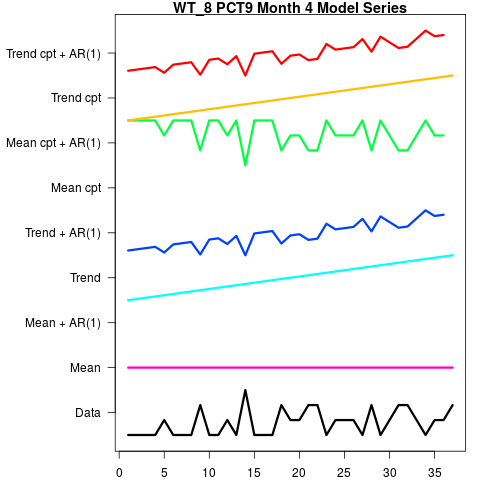 WT_8 PCT9 Month 4 Model Series
Trend cpt + AR(1)
Trend cpt
Mean cpt + AR(1)
Mean cpt
Trend + AR(1)
Trend
Mean + AR(1)
Mean
Data
0 5 10 15 20 25 30 35